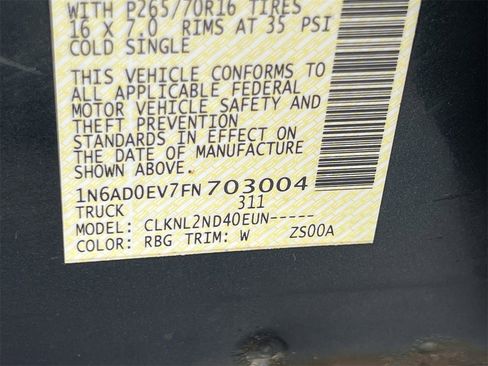 WITH P265/70R16 TIRES
16 X 7.0 RIMS AT 35 PSI
COLD SINGLE
THIS VEHICLE CONFORMS TO
ALL APPLICABLE FEDERAL
MOTOR VEHICLE SAFETY AND
THEFT PREVENTION
STANDARDS IN EFFECT ON
THE DATE OF MANUFACTURE
SHOWN ABOVE.
1N6AD0EV7FN703004
TRUCK 311
MODEL: CLKNL2ND40EUN-----
COLOR: RBG TRIM: W ZS00A